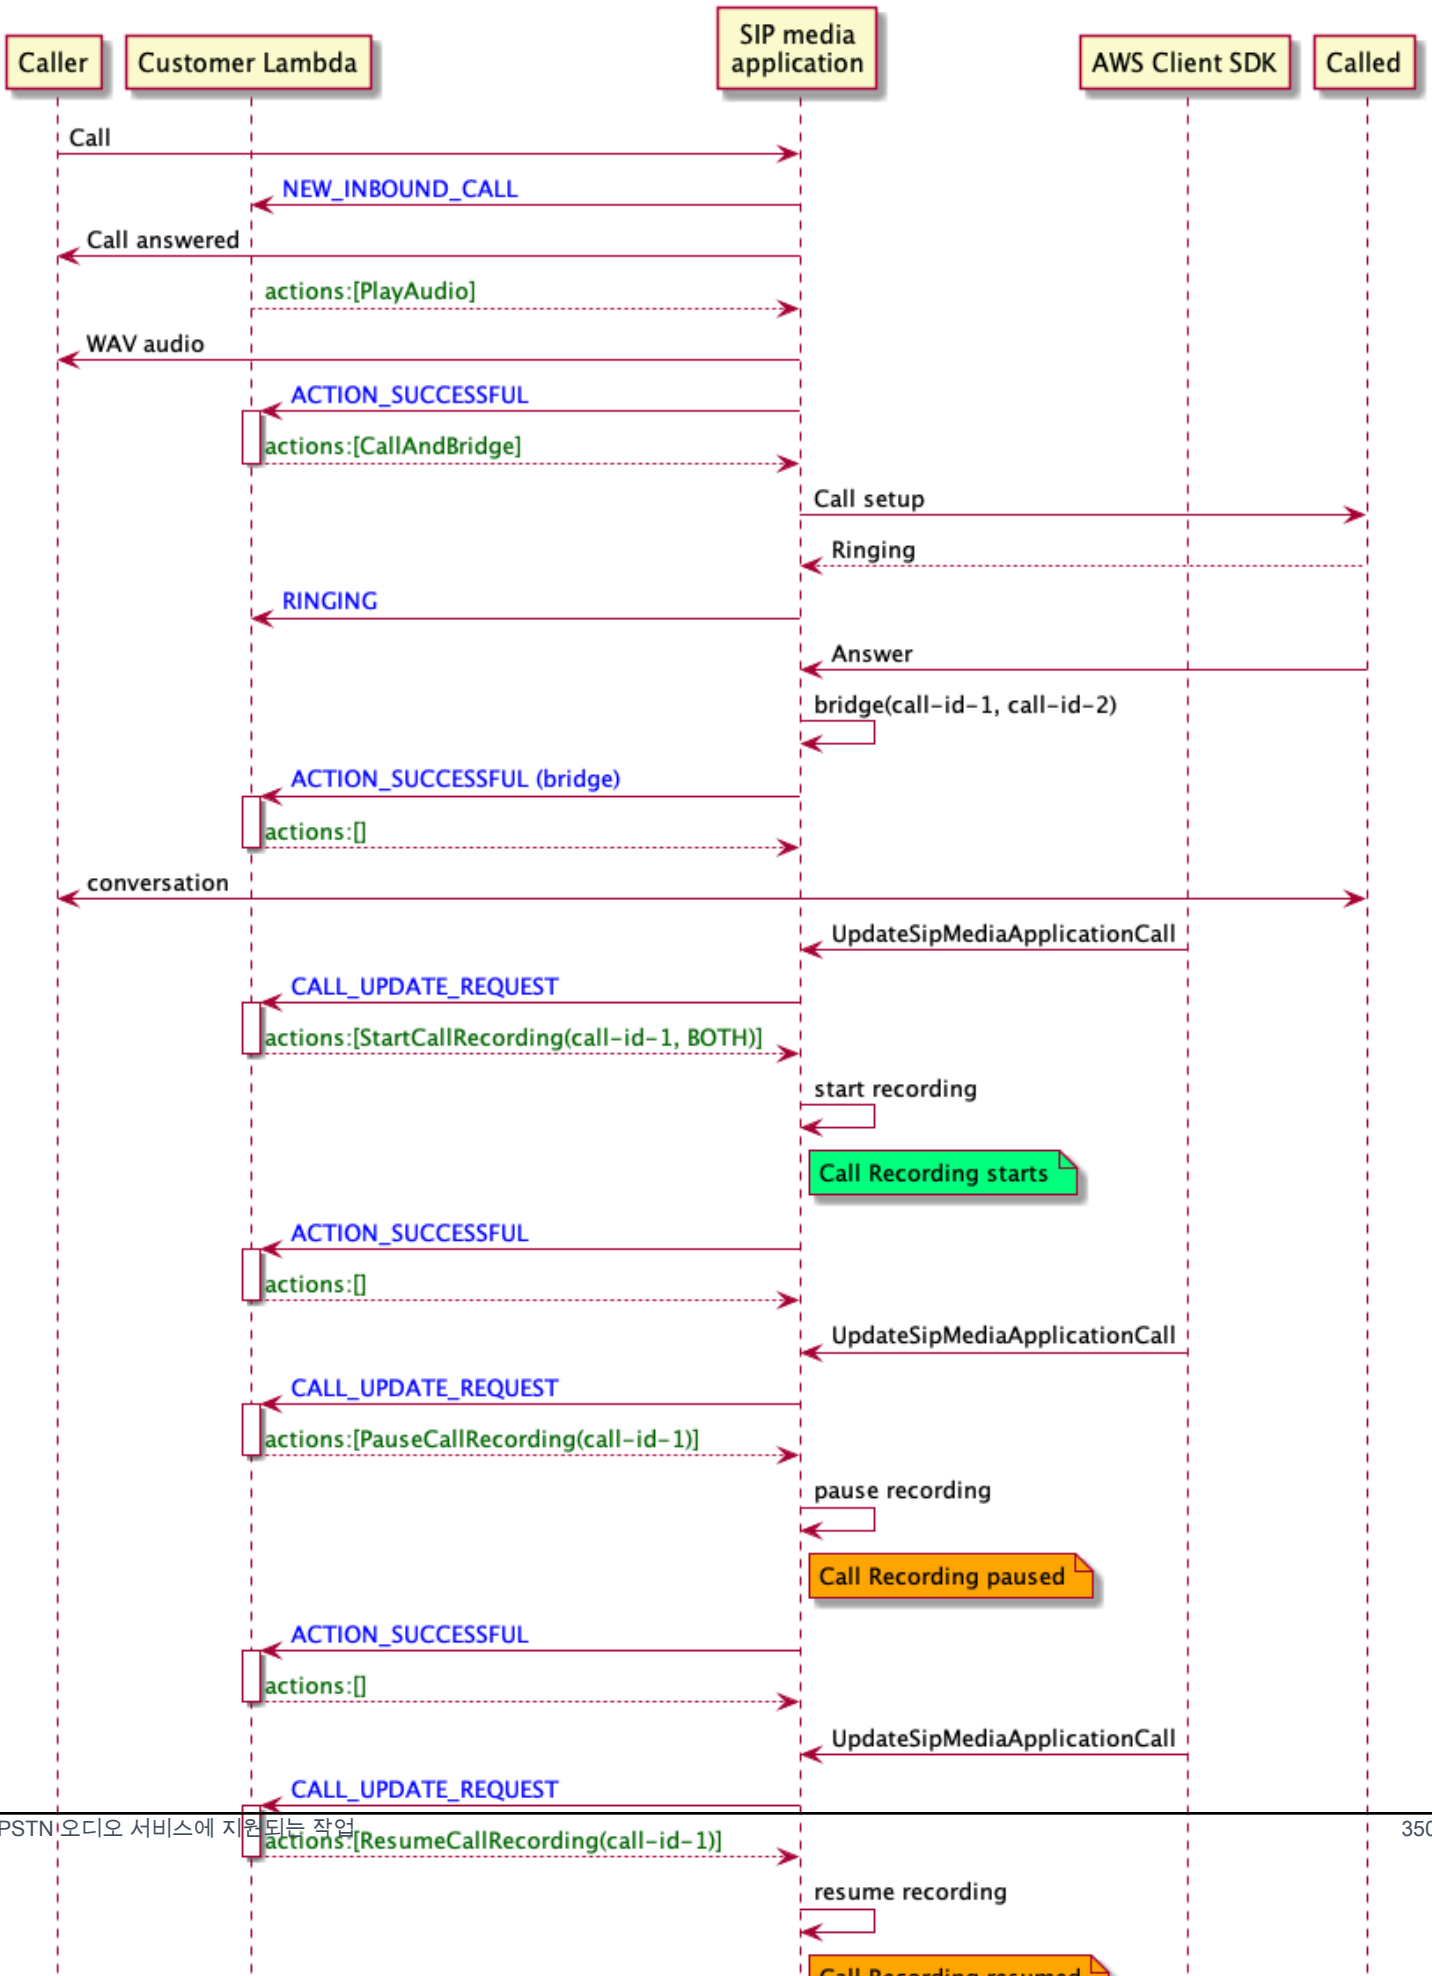 Caller
Customer Lambda
SIP media
application
AWS Client SDK
Called
Call
NEW_INBOUND_CALL
Call answered
actions:[PlayAudio]
WAV audio
ACTION_SUCCESSFUL
actions:[CallAndBridge]
Call setup
Ringing
RINGING
Answer
bridge(call-id-1, call-id-2)
ACTION_SUCCESSFUL (bridge)
actions:[]
conversation
UpdateSipMediaApplicationCall
CALL_UPDATE_REQUEST
actions:[StartCallRecording(call-id-1, BOTH)]
start recording
Call Recording starts
ACTION_SUCCESSFUL
actions:[]
UpdateSipMediaApplicationCall
CALL_UPDATE_REQUEST
actions:[PauseCallRecording(call-id-1)]
pause recording
Call Recording paused
ACTION_SUCCESSFUL
actions:[]
UpdateSipMediaApplicationCall
CALL_UPDATE_REQUEST
PSTN 오디오 서비스에 지원되는 작업
350
actions:[ResumeCallRecording(call-id-1)]
resume recording
Call Recording resumed